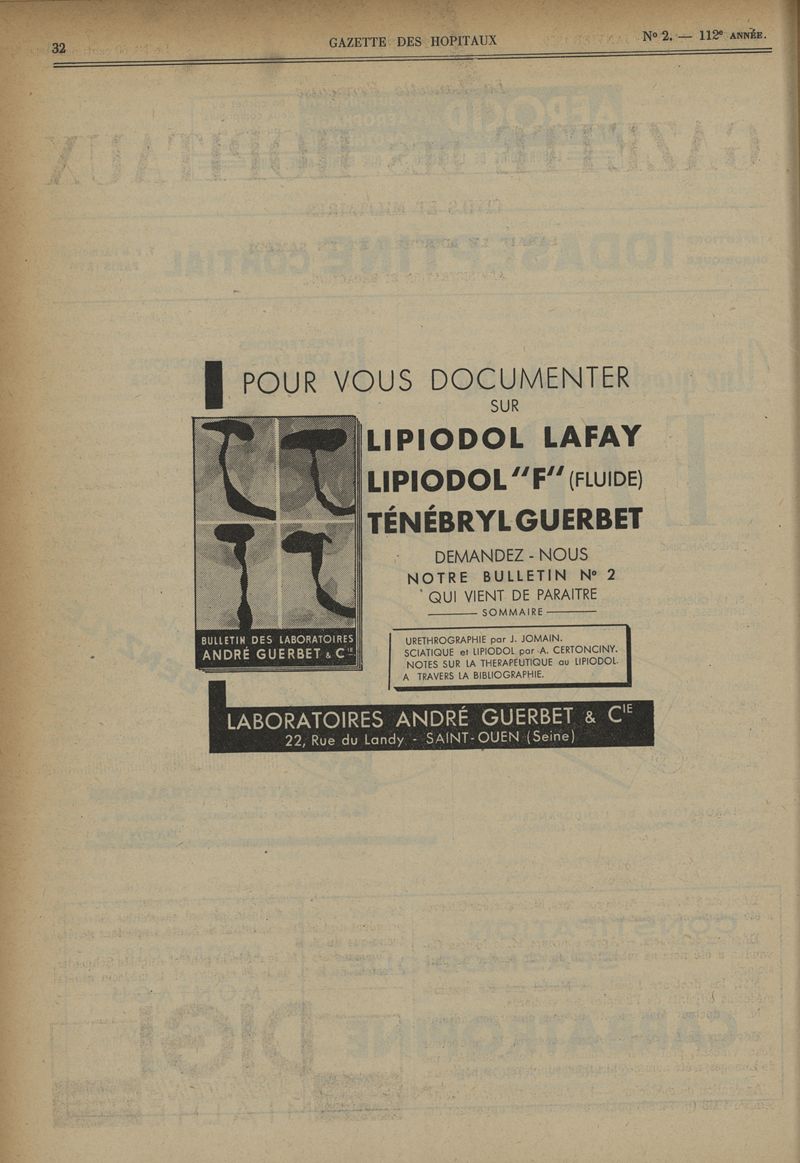 32
GAZETTE DES HOPITAUX
Nº 2. — 112e ANNÉE.
POUR VOUS DOCUMENTER
SUR
LIPIODOL LAFAY
LIPIODOL "F" (FLUIDE)
TÉNÉBRYL GUERBET
DEMANDEZ - NOUS
NOTRE BULLETIN Nº 2
QUI VIENT DE PARAITRE
SOMMAIRE
URETHROGRAPHIE par J. JOMAIN.
SCIATIQUE et LIPIODOL par A. CERTONCINY.
NOTES SUR LA THERAPEUTIQUE au LIPIODOL.
A TRAVERS LA BIBLIOGRAPHIE.
BULLETIN DES LABORATOIRES
ANDRÉ GUERBET & CIE
LABORATOIRES ANDRÉ GUERBET & CIE
22, Rue du Landy - SAINT-OUEN (Seine)